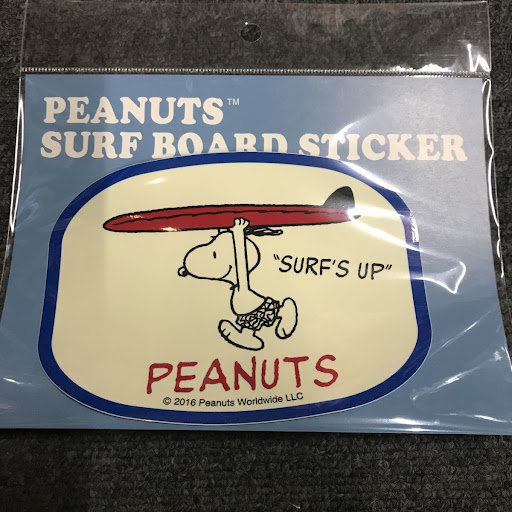 PEANUTS™
SURF BOARD STICKER
"SURF'S UP"
PEANUTS
© 2016 Peanuts Worldwide LLC